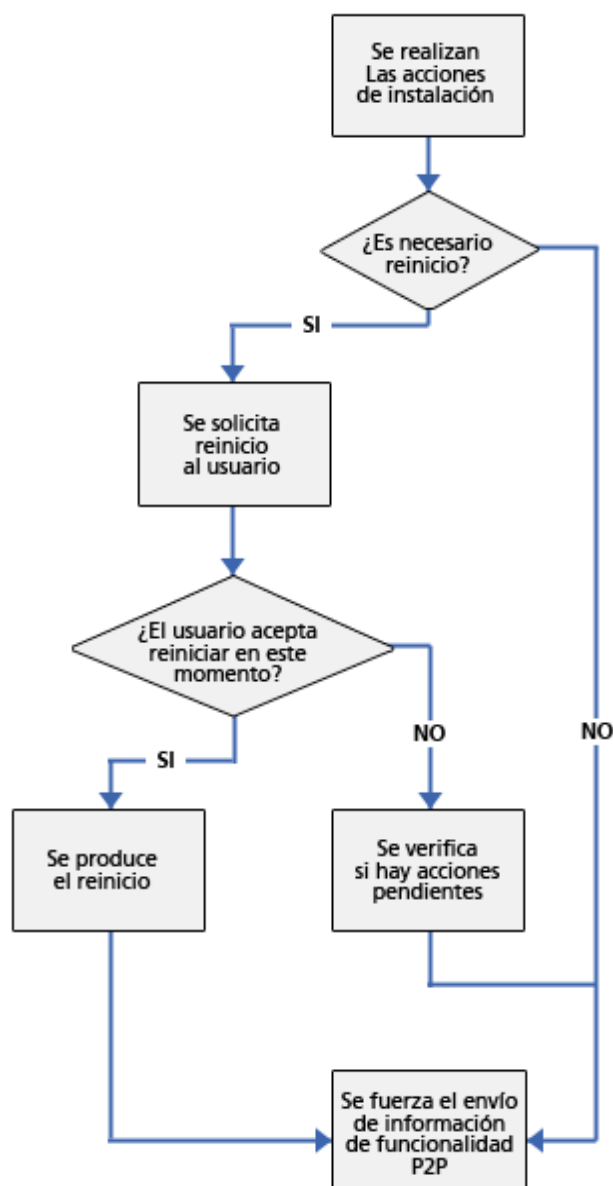 Se realizan
Las acciones
de instalación
¿Es necesario
reinicio?
SI
Se solicita
reinicio
al usuario
¿El usuario acepta
reiniciar en este
momento?
NO
NO
SI
Se produce
el reinicio
Se verifica
si hay acciones
pendientes
Se fuerza el envío
de información
de funcionalidad
P2P